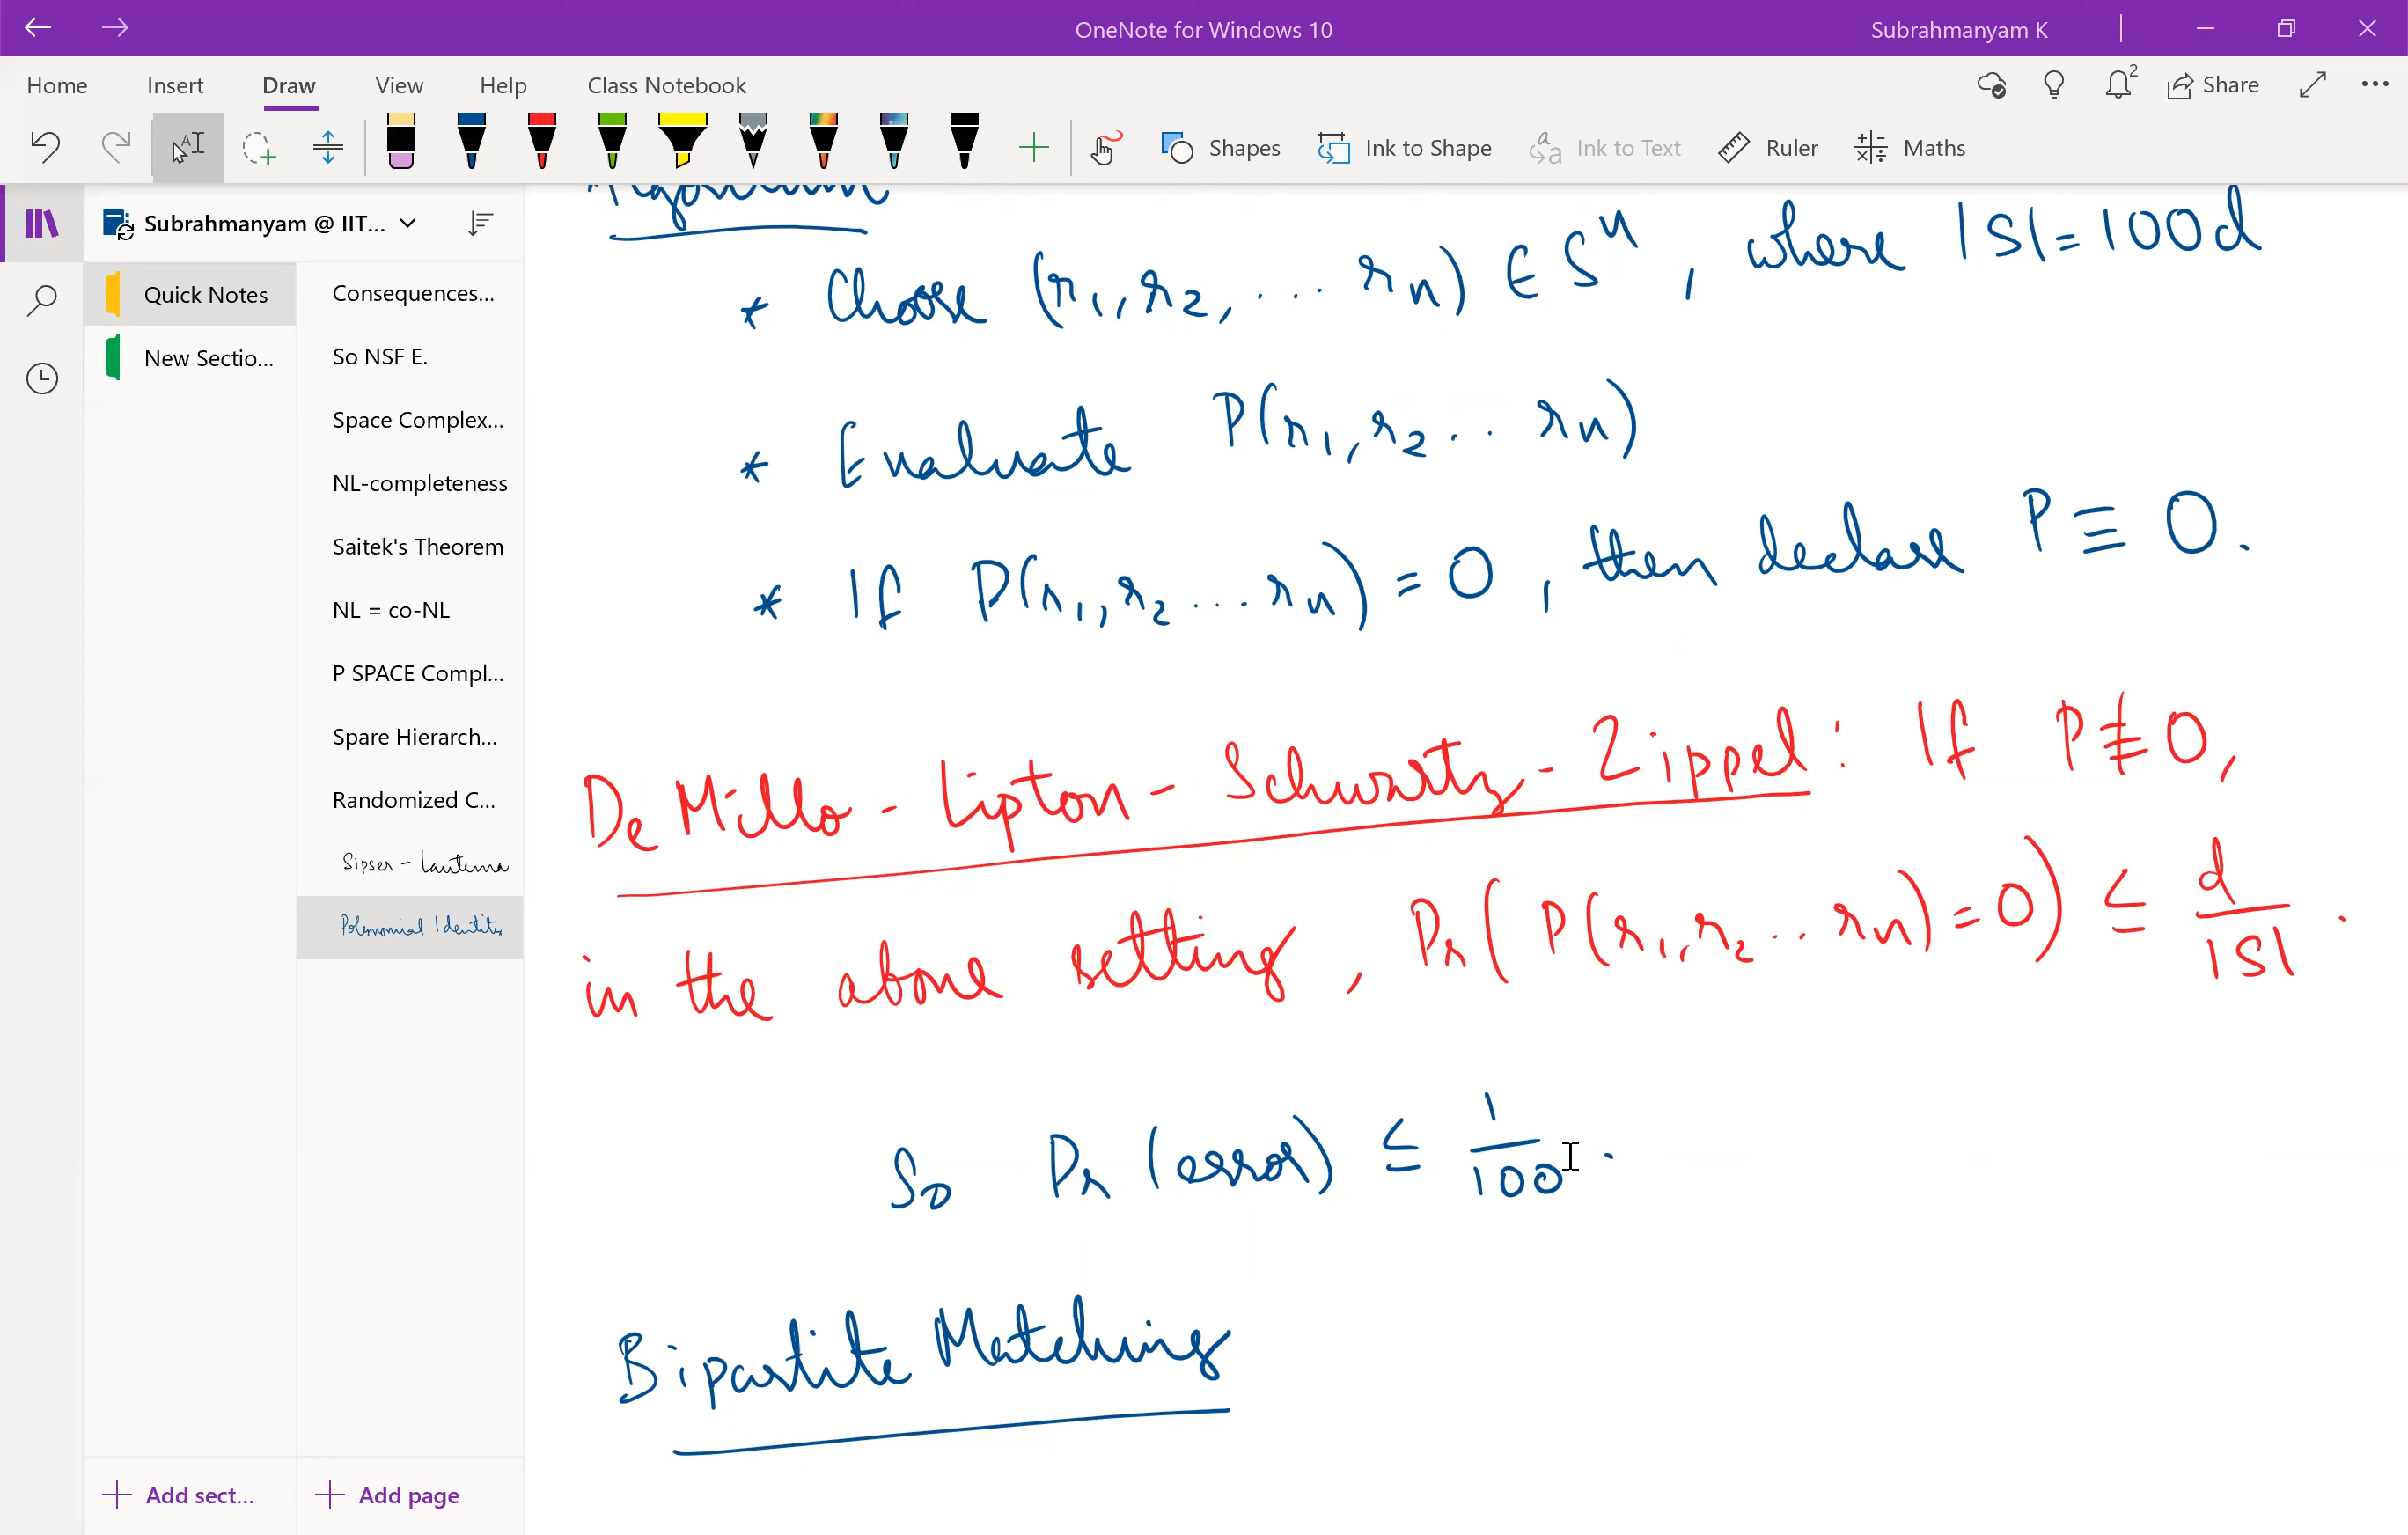 OneNote for Windows 10
Subrahmanyam K
Home Insert Draw View Help Class Notebook
2 Share
Shapes Ink to Shape Ink to Text Ruler Maths
Subrahmanyam @ IIT...
Quick Notes
New Sectio...
Consequences...
So NSF E.
Space Complex...
NL-completeness
Saitek's Theorem
NL = co-NL
P SPACE Compl...
Spare Hierarch...
Randomized C...
Sipser - Lautema
Polynomial Identity
Add sect...
Add page
Algorithm
* Choose (r₁, r₂, ... rₙ) ∈ Sⁿ, where |S| = 100d
* Evaluate P(r₁, r₂ .. rₙ)
* If P(r₁, r₂ ... rₙ) = 0, then declare P ≡ 0.
De Millo - Lipton - Schwartz - Zippel : If P ≢ 0,
in the above setting, Pr(P(r₁, r₂ .. rₙ) = 0) ≤ d/|S|.
So Pr (error) ≤ 1/100.
Bipartite Matching